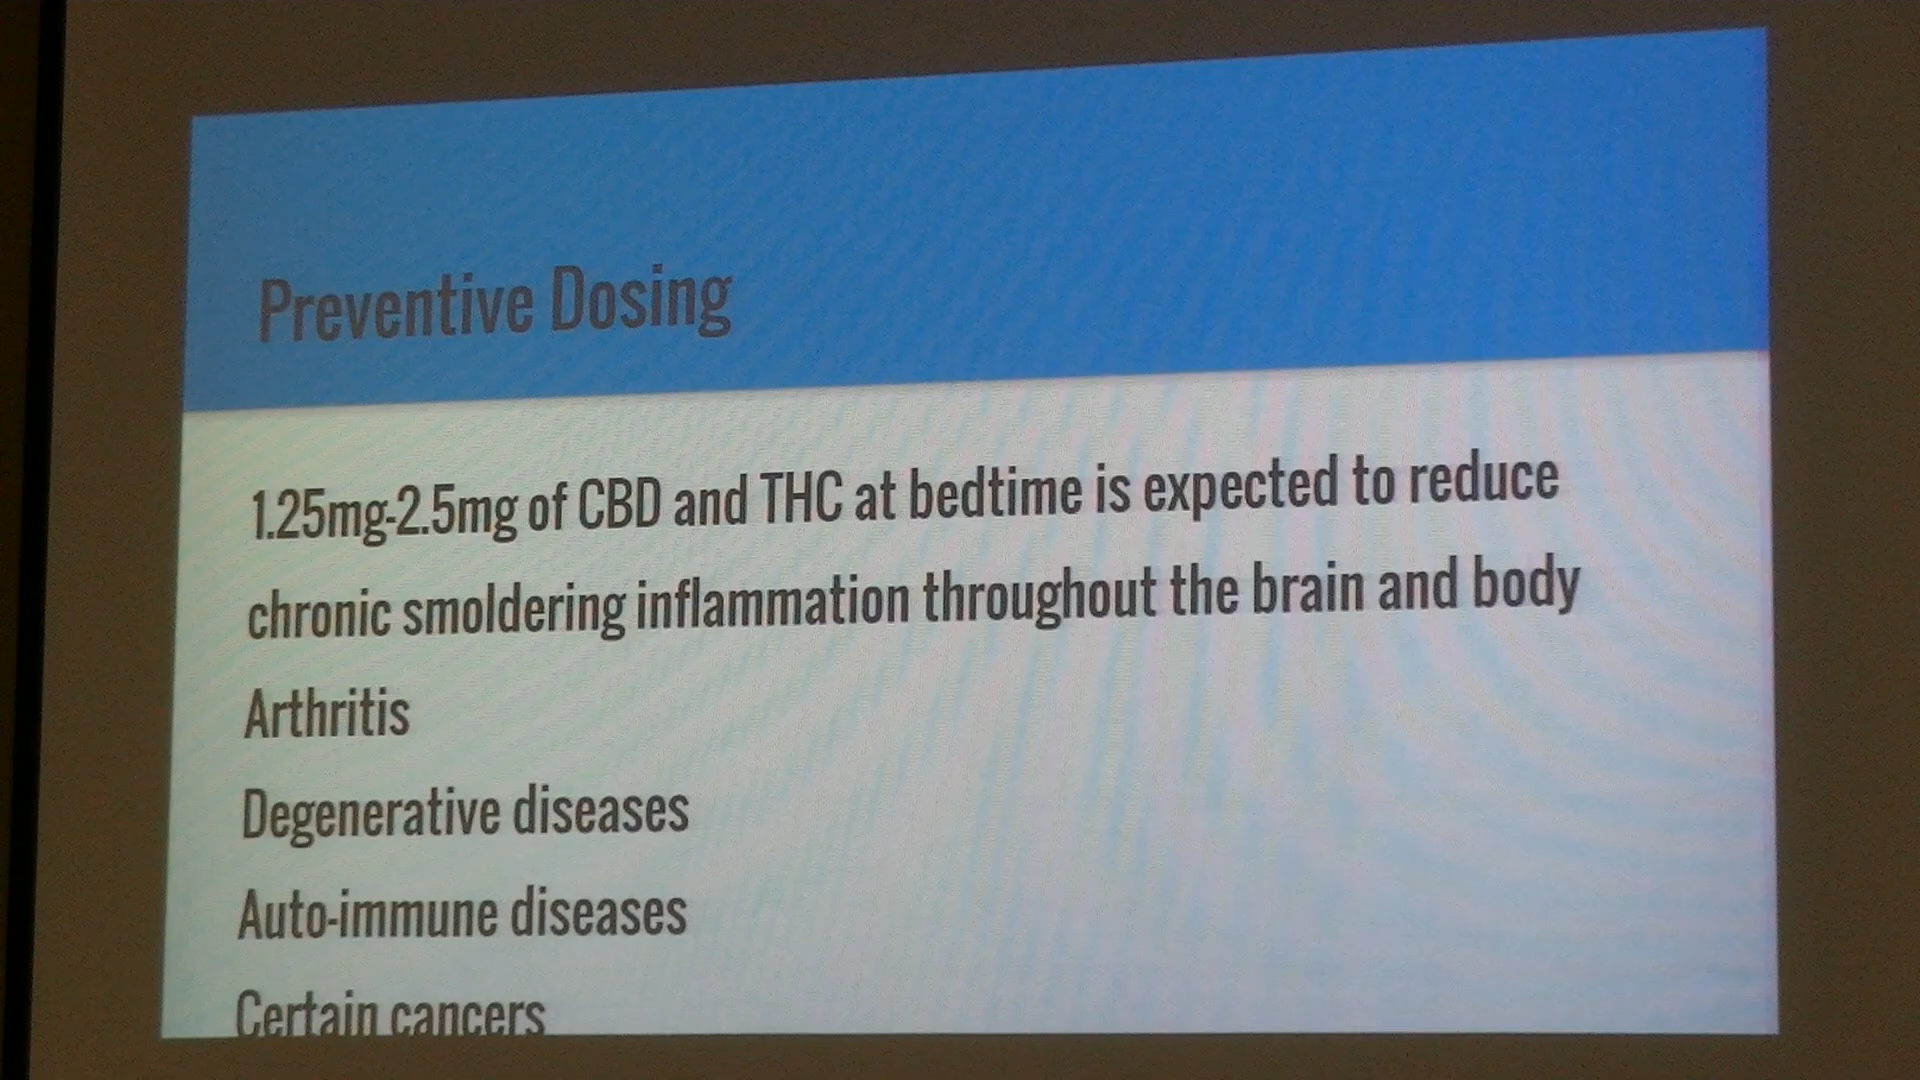 Preventive Dosing
1.25mg-2.5mg of CBD and THC at bedtime is expected to reduce
chronic smoldering inflammation throughout the brain and body
Arthritis
Degenerative diseases
Auto-immune diseases
Certain cancers